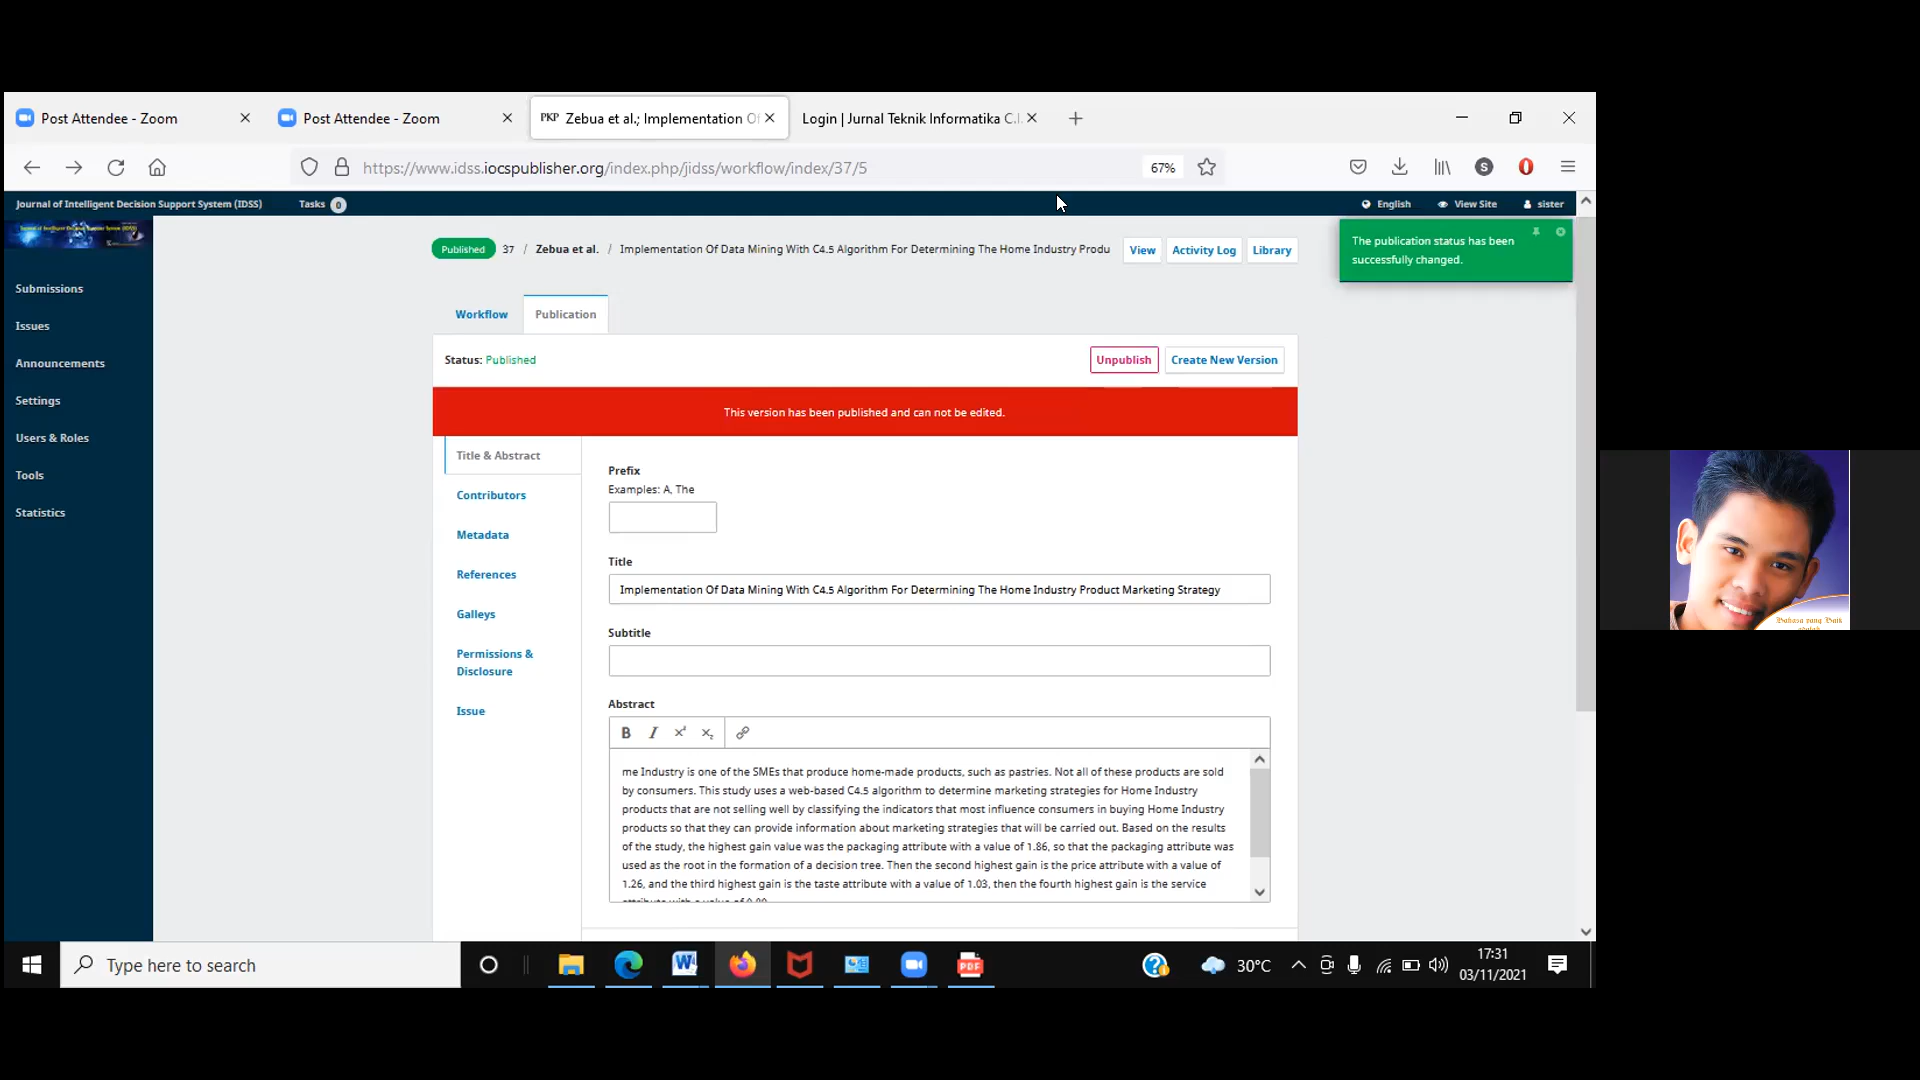 Post Attendee - Zoom
Post Attendee - Zoom
PKP Zebua et al.; Implementation O
Login | Jurnal Teknik Informatika C.I.
https://www.idss.iocspublisher.org/index.php/jidss/workflow/index/37/5
67%
S
Journal of Intelligent Decision Support System (IDSS)
Tasks 0
English
View Site
sister
Submissions
Issues
Announcements
Settings
Users & Roles
Tools
Statistics
Published 37 / Zebua et al. / Implementation Of Data Mining With C4.5 Algorithm For Determining The Home Industry Produ
View
Activity Log
Library
The publication status has been
successfully changed.
Workflow
Publication
Status: Published
Unpublish
Create New Version
This version has been published and can not be edited.
Title & Abstract
Contributors
Metadata
References
Galleys
Permissions &
Disclosure
Issue
Prefix
Examples: A, The
Title
Implementation Of Data Mining With C4.5 Algorithm For Determining The Home Industry Product Marketing Strategy
Subtitle
Abstract
B I x² x₂
me Industry is one of the SMEs that produce home-made products, such as pastries. Not all of these products are sold
by consumers. This study uses a web-based C4.5 algorithm to determine marketing strategies for Home Industry
products that are not selling well by classifying the indicators that most influence consumers in buying Home Industry
products so that they can provide information about marketing strategies that will be carried out. Based on the results
of the study, the highest gain value was the packaging attribute with a value of 1.86, so that the packaging attribute was
used as the root in the formation of a decision tree. Then the second highest gain is the price attribute with a value of
1.26, and the third highest gain is the taste attribute with a value of 1.03, then the fourth highest gain is the service
attribute with a value of
Bahasa yang Baik
Type here to search
W
PDF
30°C
17:31
03/11/2021